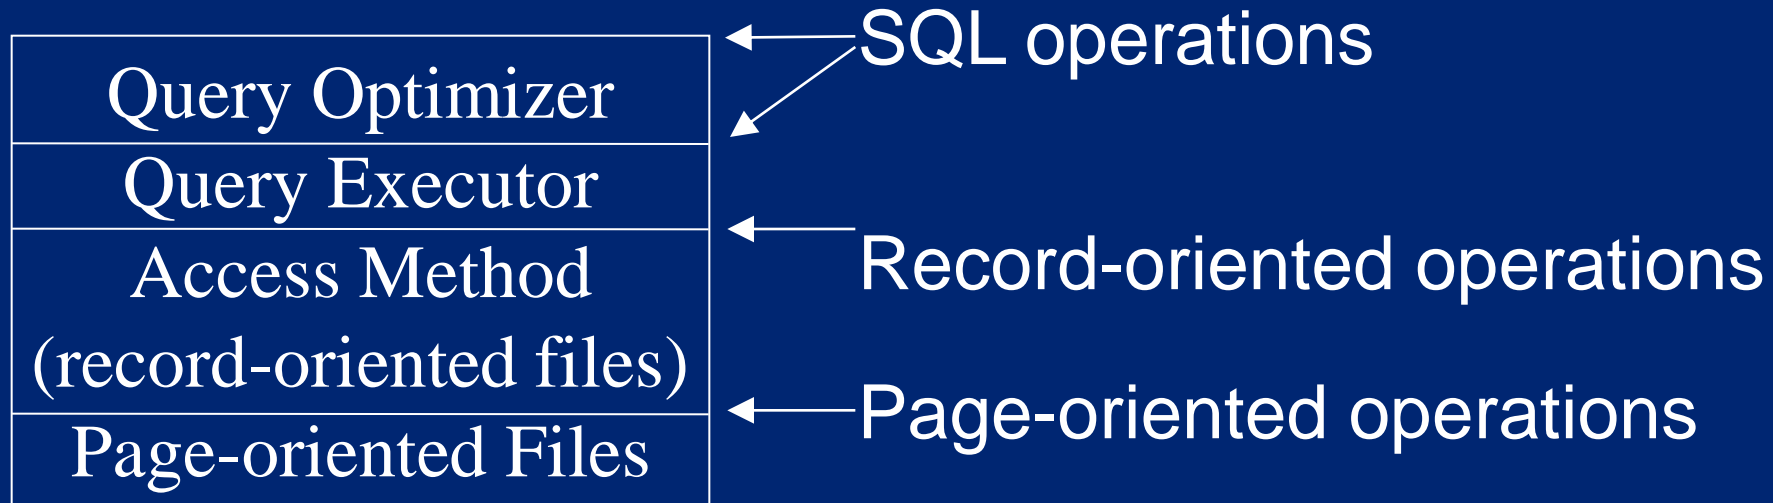 SQL operations
Query Optimizer
Query Executor
Record-oriented operations
Access Method
(record-oriented files)
Page-oriented operations
Page-oriented Files